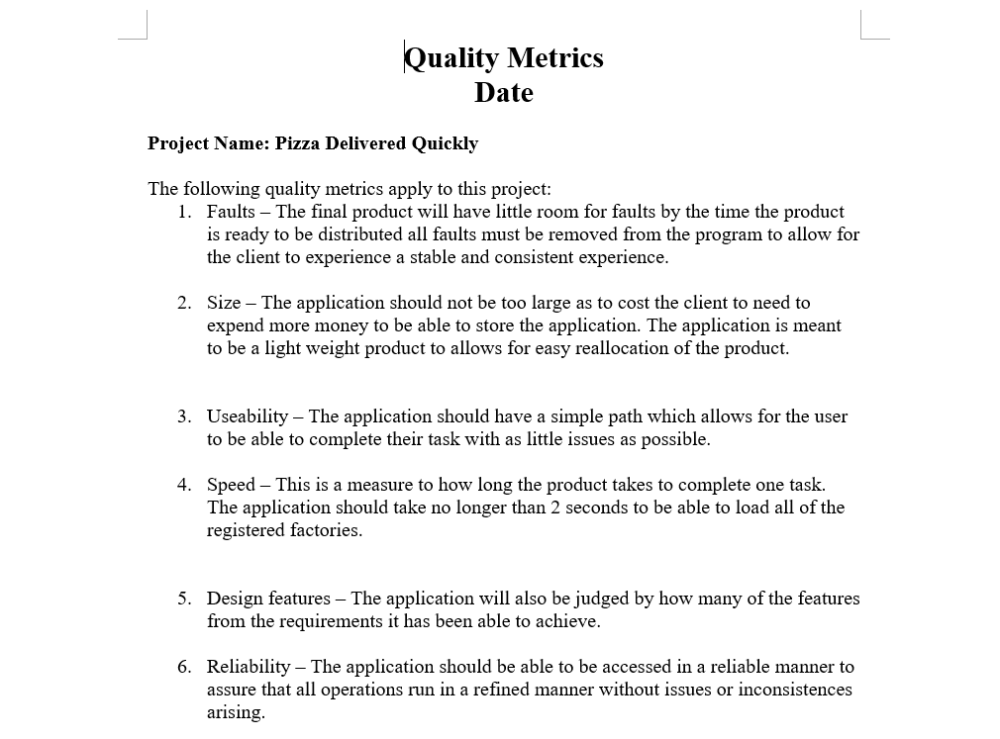 Quality Metrics
Date
Project Name: Pizza Delivered Quickly
The following quality metrics apply to this project:
1. Faults – The final product will have little room for faults by the time the product
is ready to be distributed all faults must be removed from the program to allow for
the client to experience a stable and consistent experience.
2. Size – The application should not be too large as to cost the client to need to
expend more money to be able to store the application. The application is meant
to be a light weight product to allows for easy reallocation of the product.
3. Useability – The application should have a simple path which allows for the user
to be able to complete their task with as little issues as possible.
4. Speed – This is a measure to how long the product takes to complete one task.
The application should take no longer than 2 seconds to be able to load all of the
registered factories.
5. Design features – The application will also be judged by how many of the features
from the requirements it has been able to achieve.
6. Reliability – The application should be able to be accessed in a reliable manner to
assure that all operations run in a refined manner without issues or inconsistences
arising.